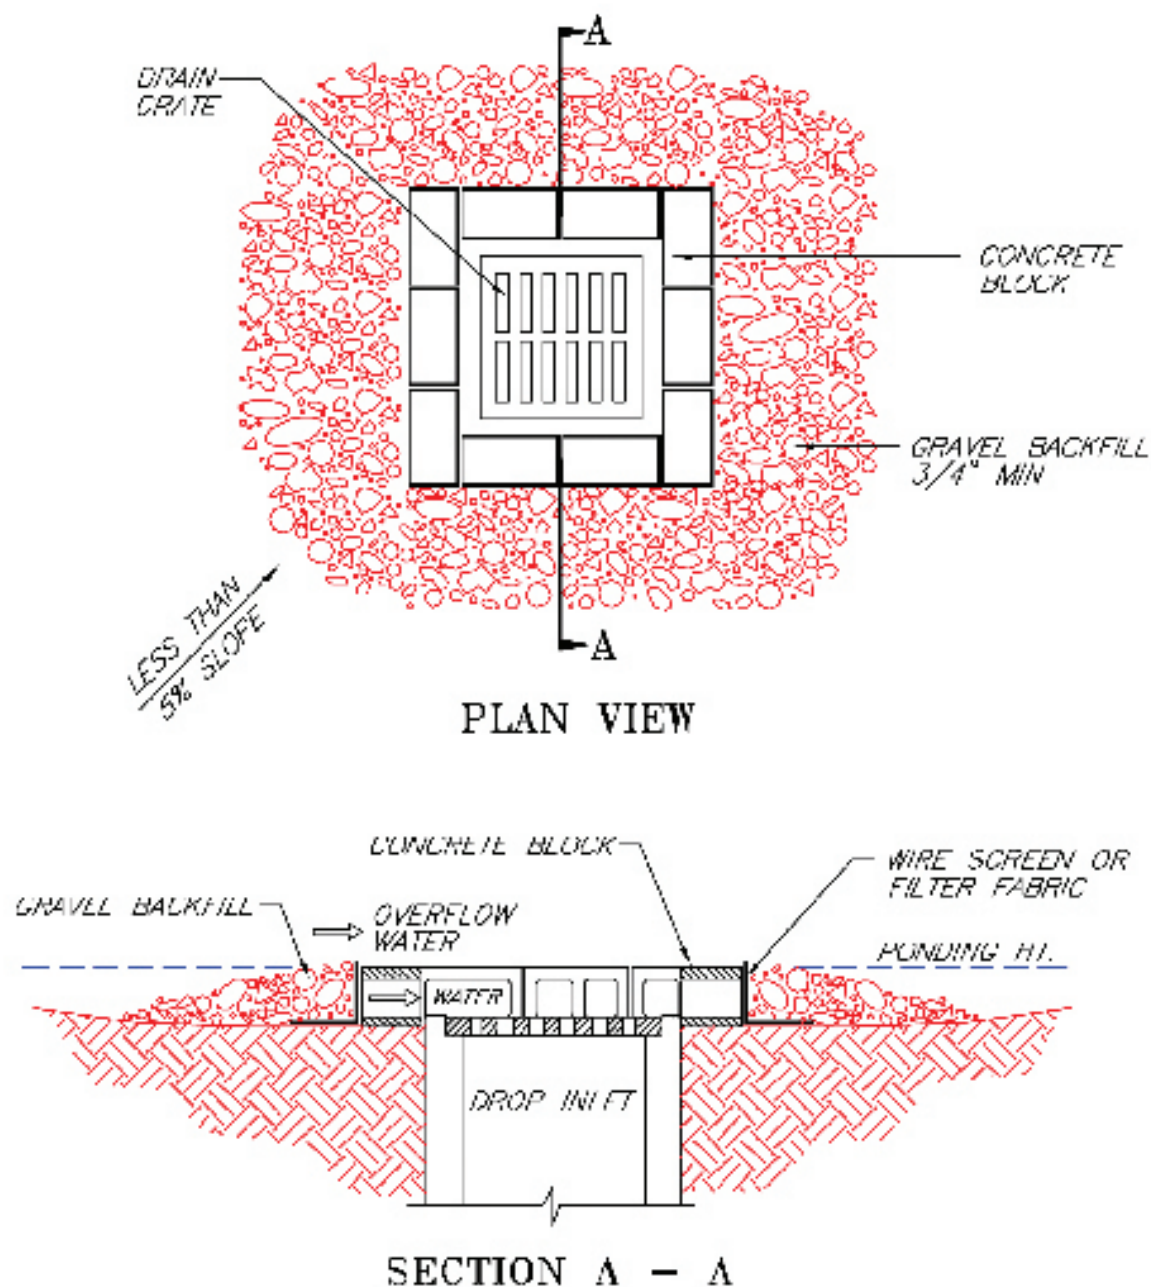 A
DRAIN
GRATE
CONCRETE
BLOCK
GRAVEL BACKFILL
3/4" MIN
LESS THAN
5% SLOPE
A
PLAN VIEW
CONCRETE BLOCK
WIRE SCREEN OR
FILTER FABRIC
GRAVEL BACKFILL
OVERFLOW
WATER
PONDING HT.
WATER
DROP INLET
SECTION A - A